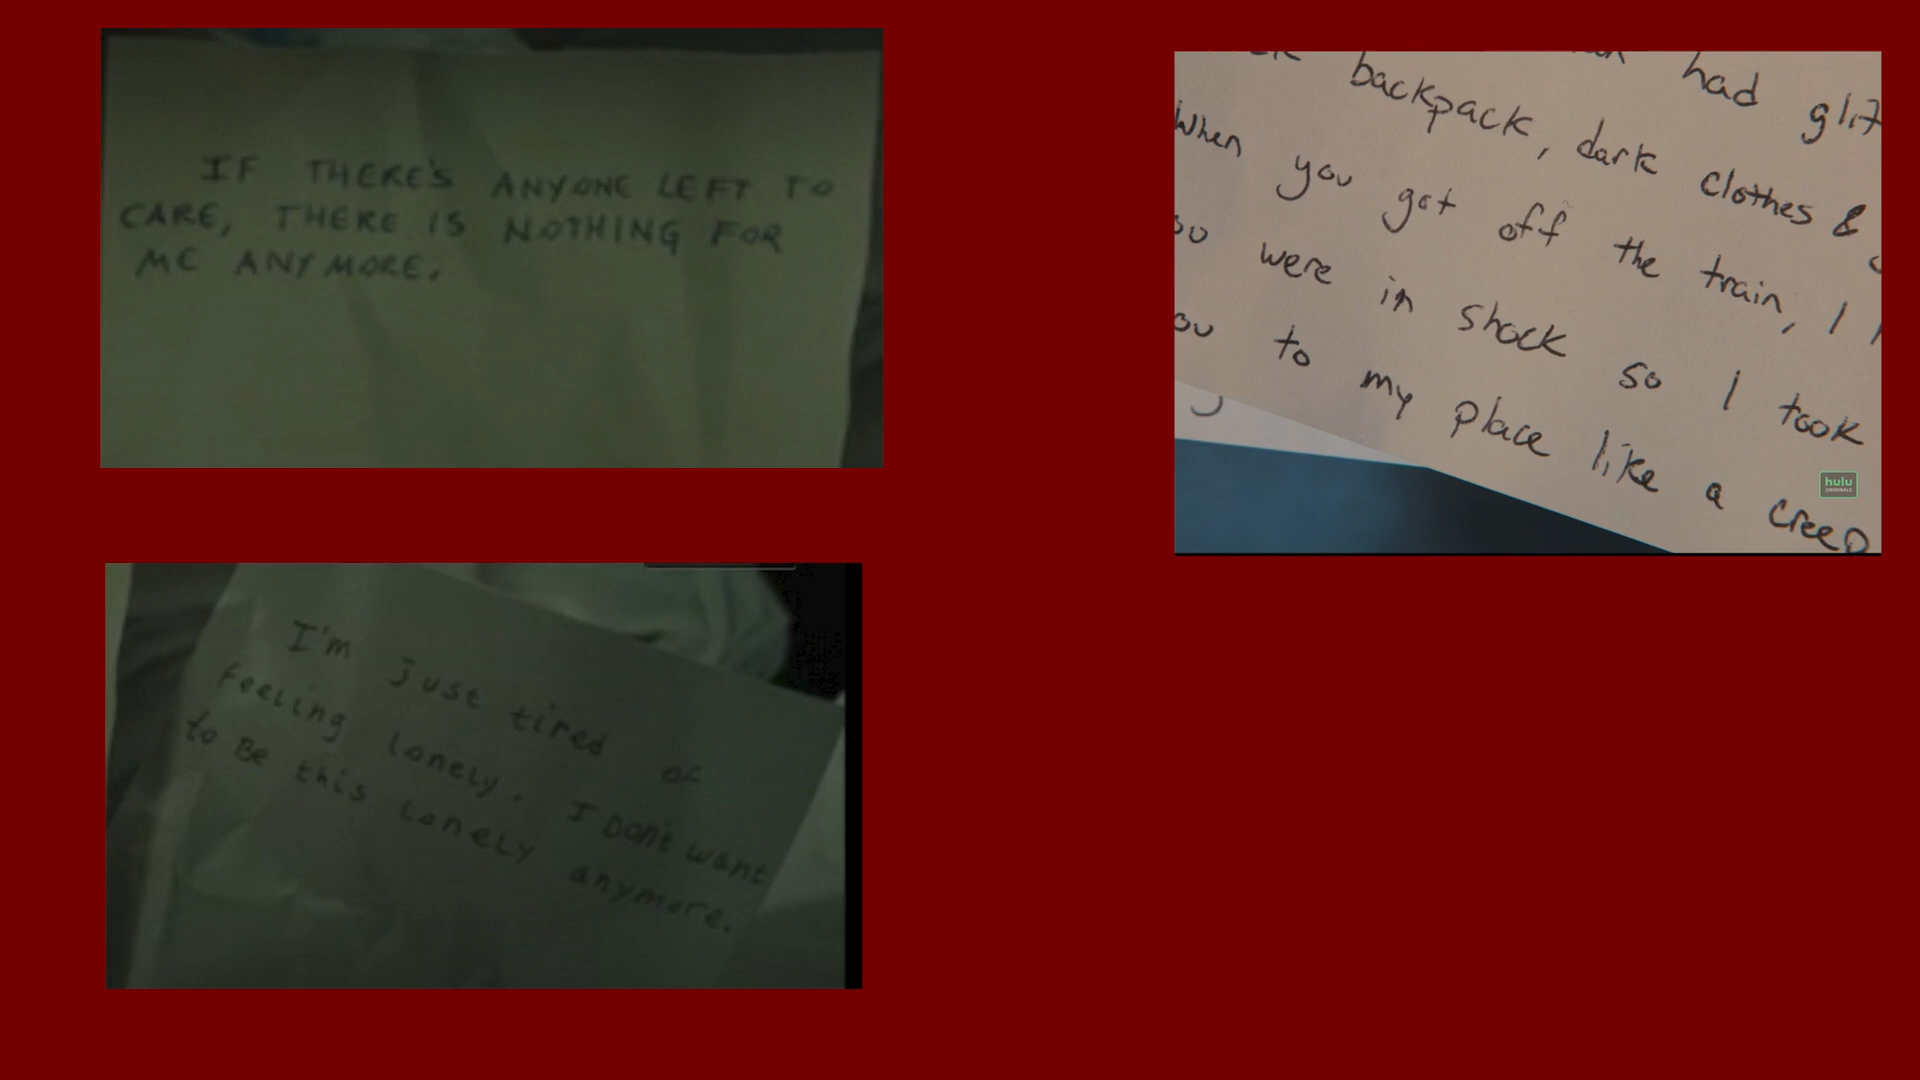 IF THERE'S ANYONE LEFT TO
CARE, THERE IS NOTHING FOR
ME ANYMORE.
I'm just tired of
feeling lonely. I Don't want
to Be this lonely anymore.
backpack, had
dark clothes &
When you got off the train, I
were in shock so I took
to my place like a creep
hulu
ORIGINALS